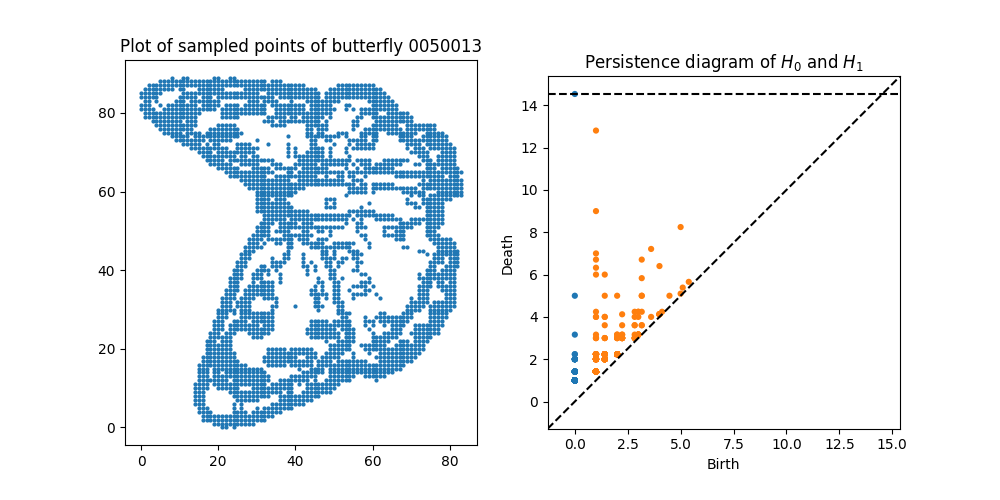 Plot of sampled points of butterfly 0050013
80
60
40
20
0
0 20 40 60 80
Persistence diagram of H₀ and H₁
Death
14
12
10
8
6
4
2
0
0.0 2.5 5.0 7.5 10.0 12.5 15.0
Birth